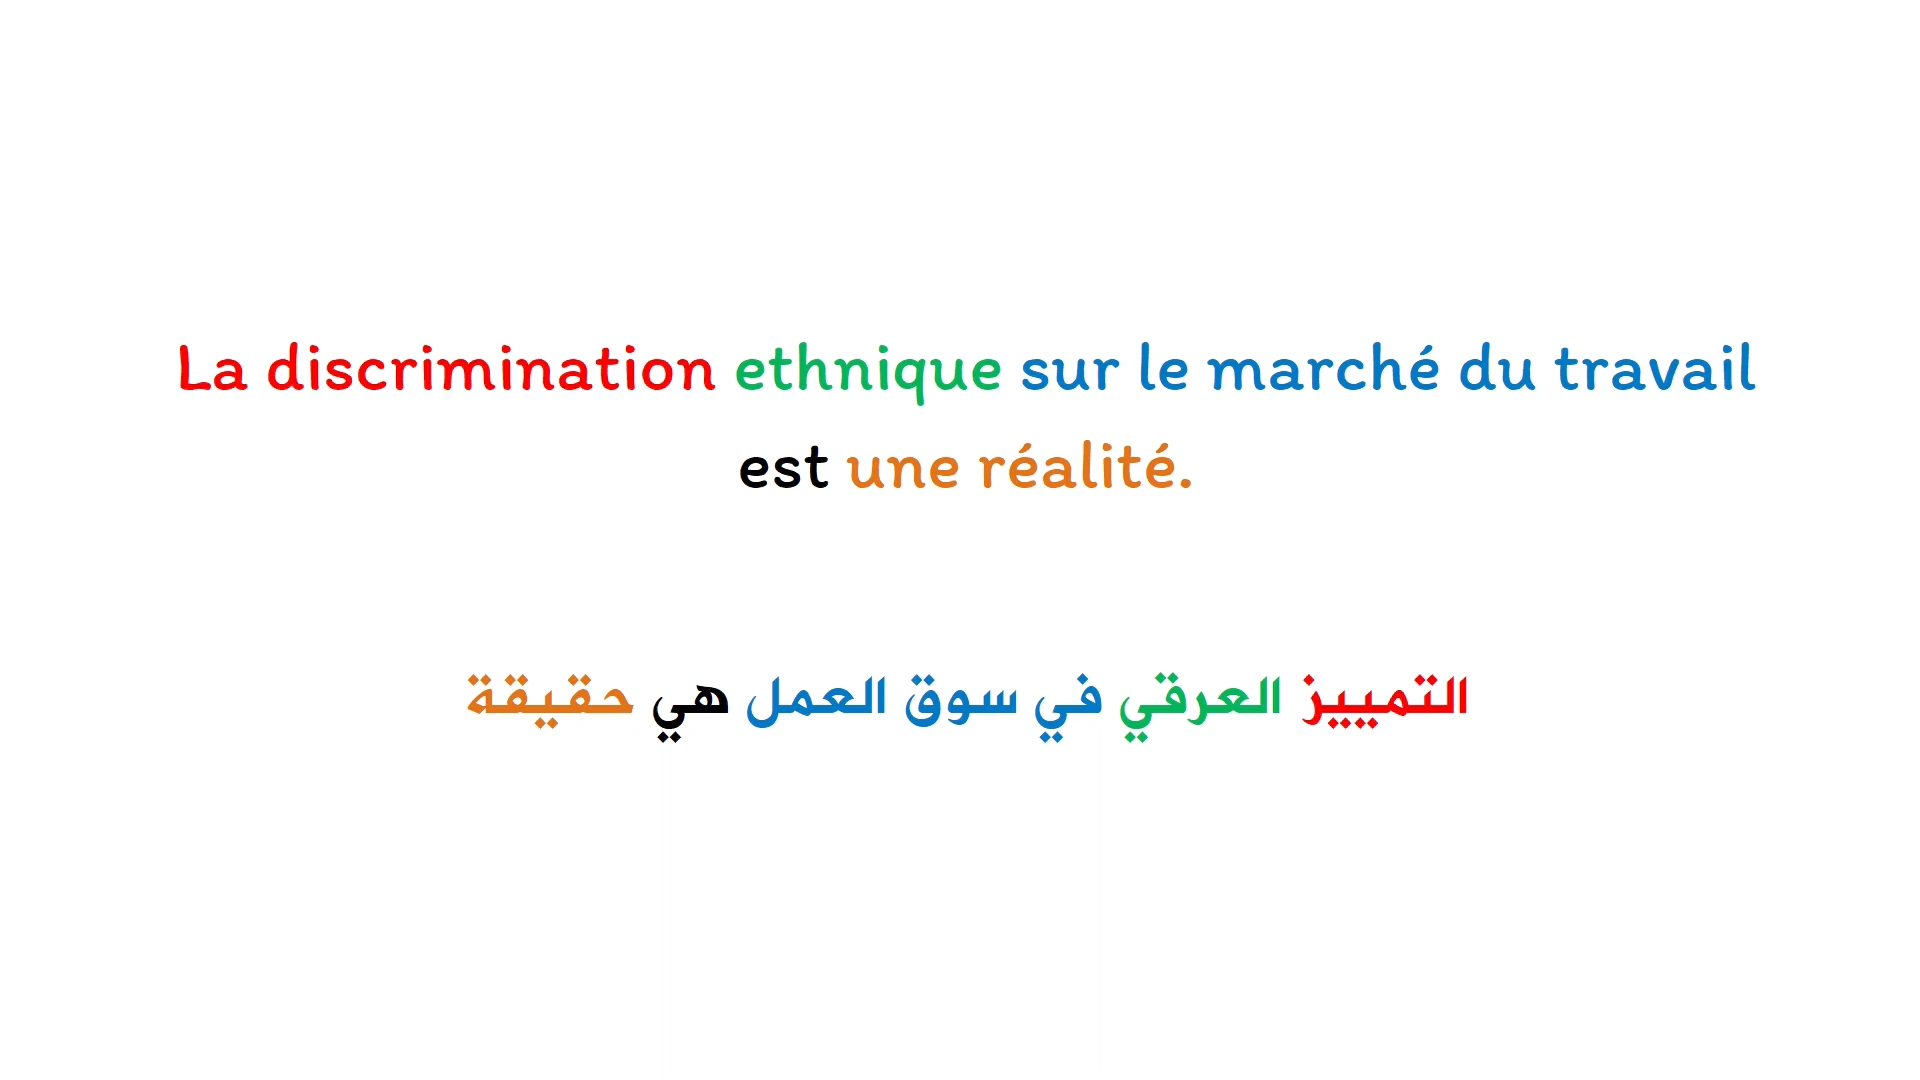 La discrimination ethnique sur le marché du travail
est une réalité.
التمييز العرقي في سوق العمل هي حقيقة